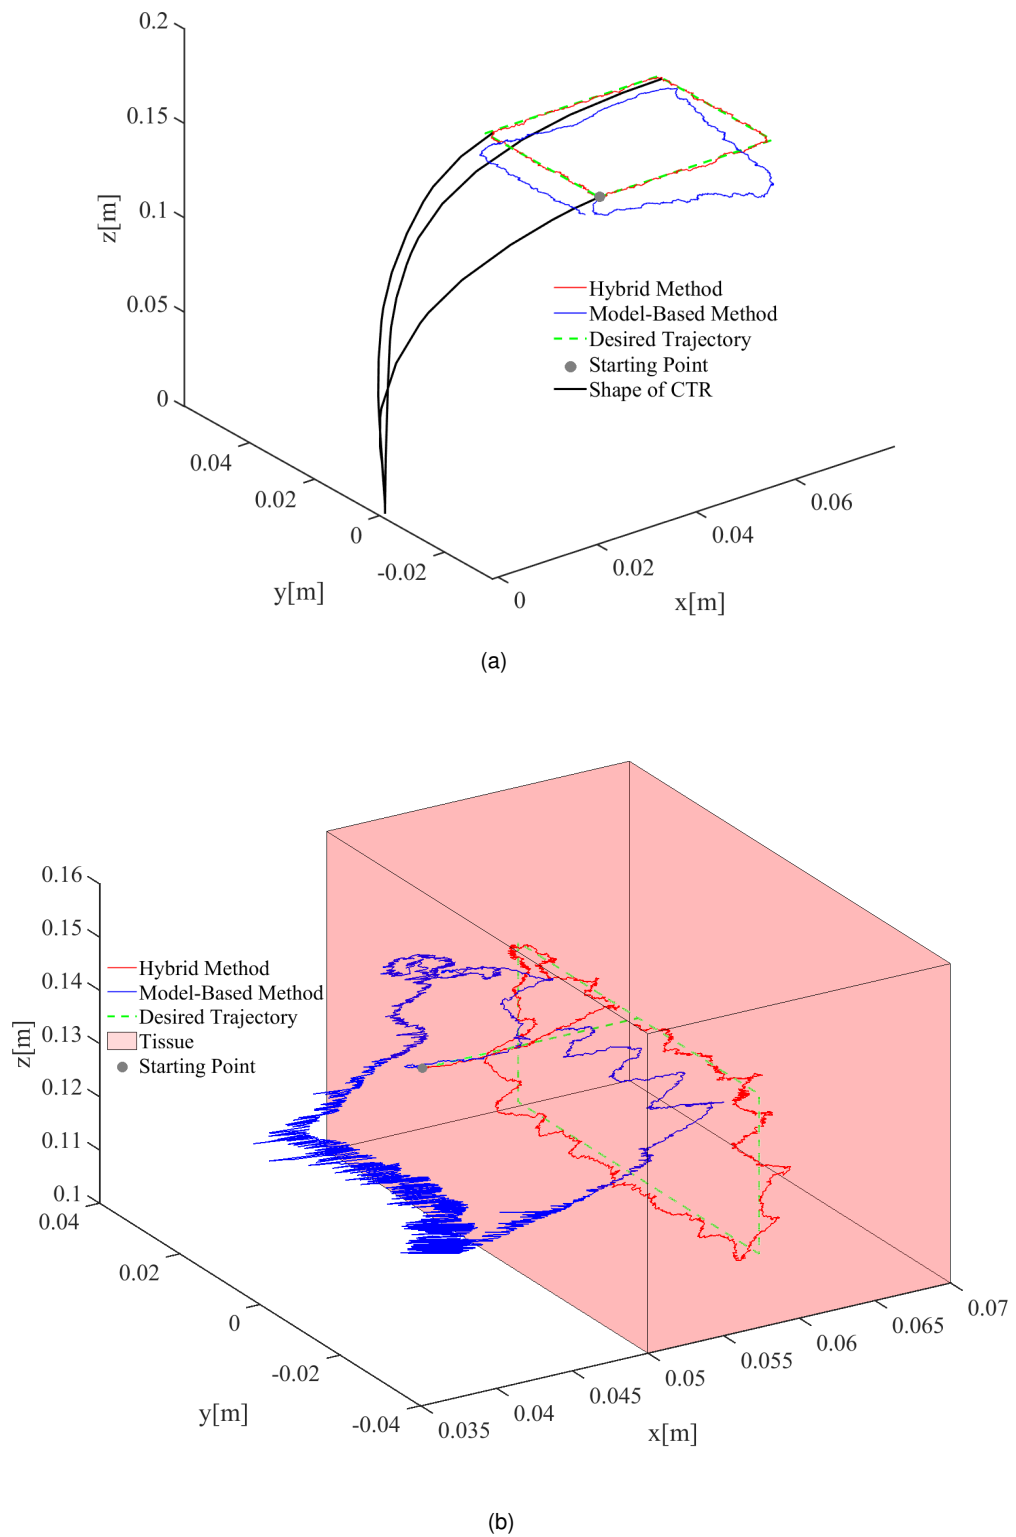 0.2
0.15
0.1
0.05
0
z[m]
0.04
0.02
0
-0.02
y[m]
0
0.02
0.04
0.06
x[m]
Hybrid Method
Model-Based Method
Desired Trajectory
Starting Point
Shape of CTR
(a)
0.16
0.15
0.14
0.13
0.12
0.11
0.1
z[m]
Hybrid Method
Model-Based Method
Desired Trajectory
Tissue
Starting Point
0.04
0.02
0
-0.02
-0.04
y[m]
0.035
0.04
0.045
0.05
0.055
0.06
0.065
0.07
x[m]
(b)